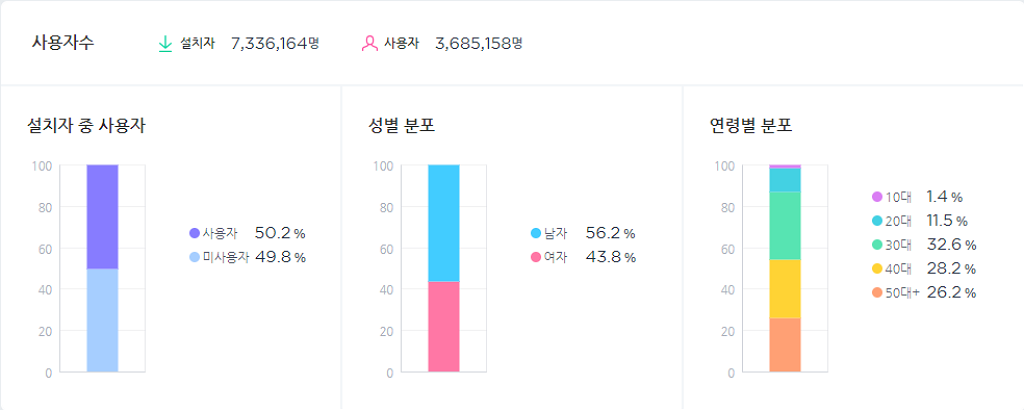 사용자수 설치자 7,336,164명 사용자 3,685,158명
설치자 중 사용자
100
80
60
40
20
0
사용자 50.2 %
미사용자 49.8 %
성별 분포
100
80
60
40
20
0
남자 56.2 %
여자 43.8 %
연령별 분포
100
80
60
40
20
0
10대 1.4 %
20대 11.5 %
30대 32.6 %
40대 28.2 %
50대+ 26.2 %